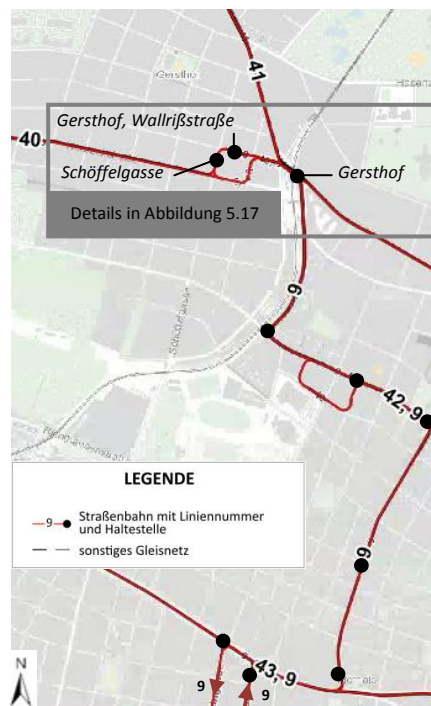 41
40,
Gersthof, Wallrißstraße
Schöffelgasse
Gersthof
Details in Abbildung 5.17
9
42, 9
LEGENDE
9 Straßenbahn mit Liniennummer
und Haltestelle
sonstiges Gleisnetz
9
43, 9
9
9
N